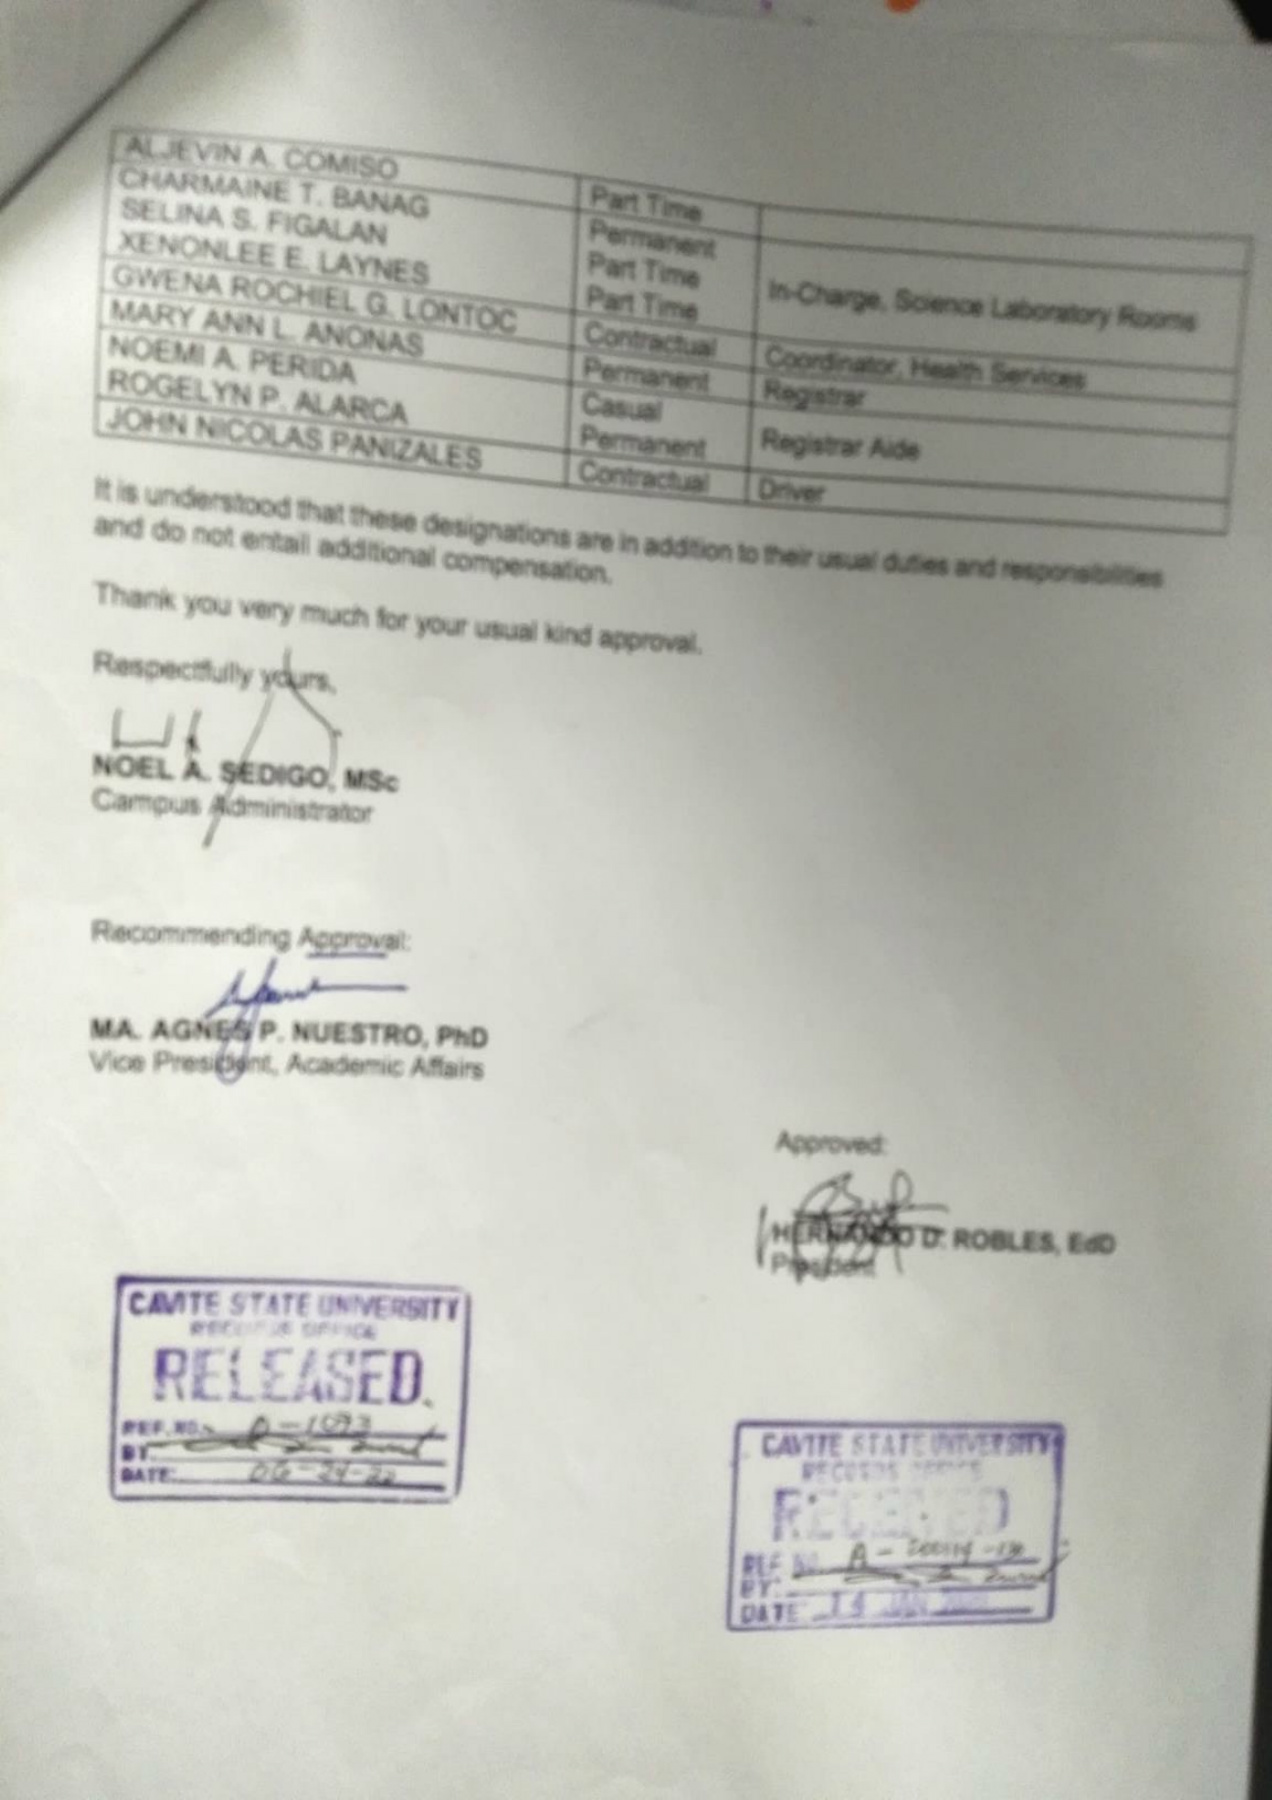 ALJEVIN A. COMISO Part Time
CHARMAINE T. BANAG Permanent
SELINA S. FIGALAN Part Time In-Charge, Science Laboratory Rooms
XENONLEE E. LAYNES Part Time
GWENA ROCHIEL G. LONTOC Contractual Coordinator, Health Services
MARY ANN L. ANONAS Permanent Registrar
NOEMI A. PERIDA Casual Registrar Aide
ROGELYN P. ALARCA Permanent
JOHN NICOLAS PANIZALES Contractual Driver
It is understood that these designations are in addition to their usual duties and responsibilities
and do not entail additional compensation.
Thank you very much for your usual kind approval.
Respectfully yours,
NOEL A. SEDIGO, MSc
Campus Administrator
Recommending Approval:
MA. AGNES P. NUESTRO, PhD
Vice President, Academic Affairs
Approved:
HERNANDO D. ROBLES, EdD
President
CAVITE STATE UNIVERSITY
RECORDS OFFICE
RELEASED
REF. NO. A-1093
BY:
DATE: 06-24-20
CAVITE STATE UNIVERSITY
RECORDS OFFICE
RECEIVED
REF. NO. A-
BY:
DATE: 14 JAN